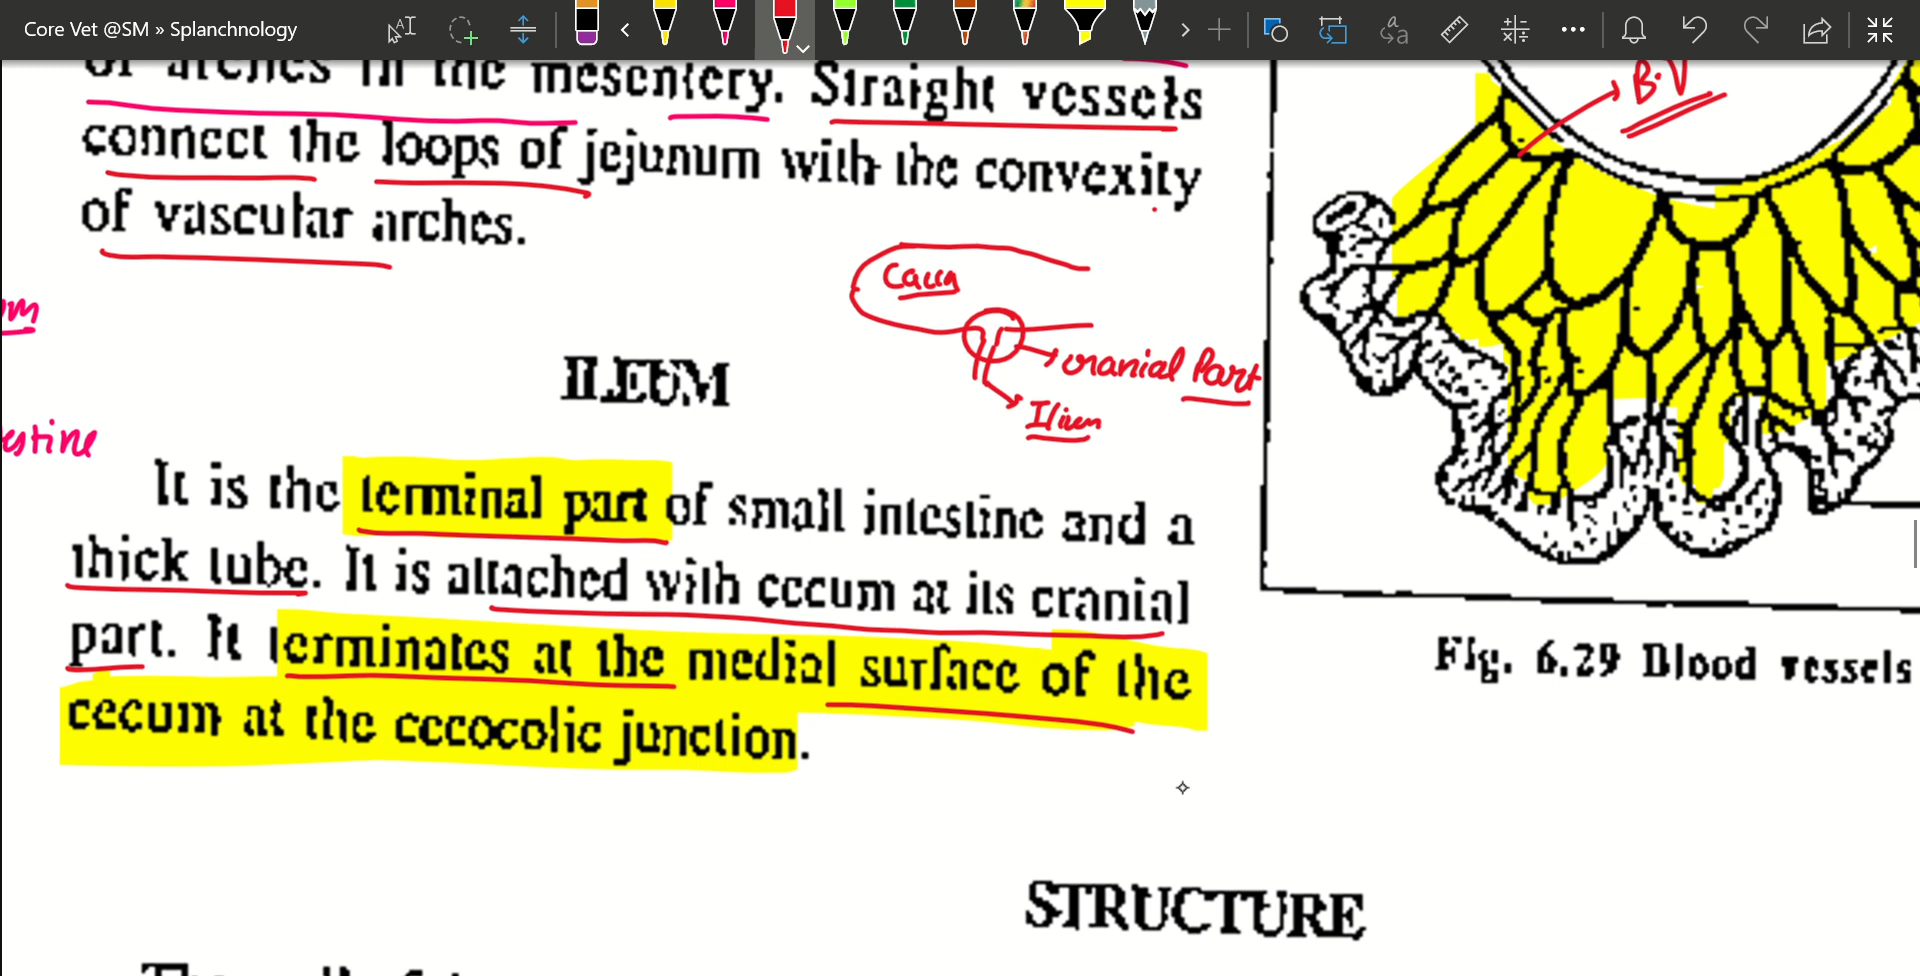 Core Vet @SM » Splanchnology
of arches in the mesentery. Straight vessels
connect the loops of jejunum with the convexity
of vascular arches.
B.V
om
Caecum
cranial Part
Ilium
ILEUM
estine
It is the terminal part of small intestine and a
thick tube. It is attached with cecum at its cranial
part. It terminates at the medial surface of the
cecum at the cecocolic junction.
Fig. 6.29 Blood vessels
STRUCTURE